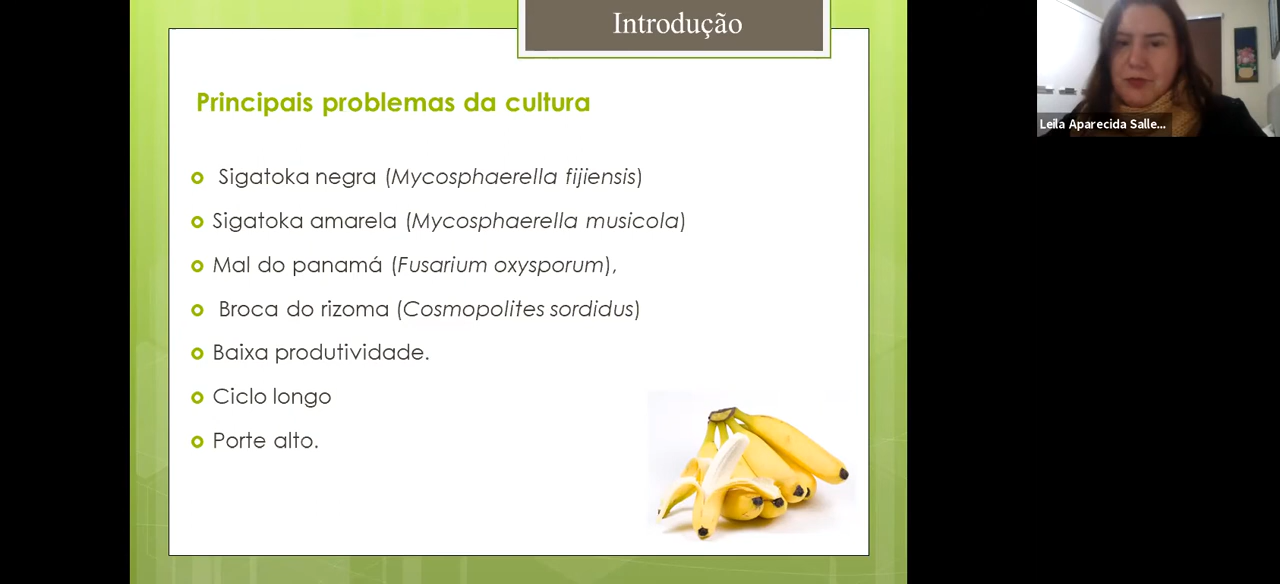 Introdução
Principais problemas da cultura
Sigatoka negra (Mycosphaerella fijiensis)
Sigatoka amarela (Mycosphaerella musicola)
Mal do panamá (Fusarium oxysporum),
Broca do rizoma (Cosmopolites sordidus)
Baixa produtividade.
Ciclo longo
Porte alto.
Leila Aparecida Salle...